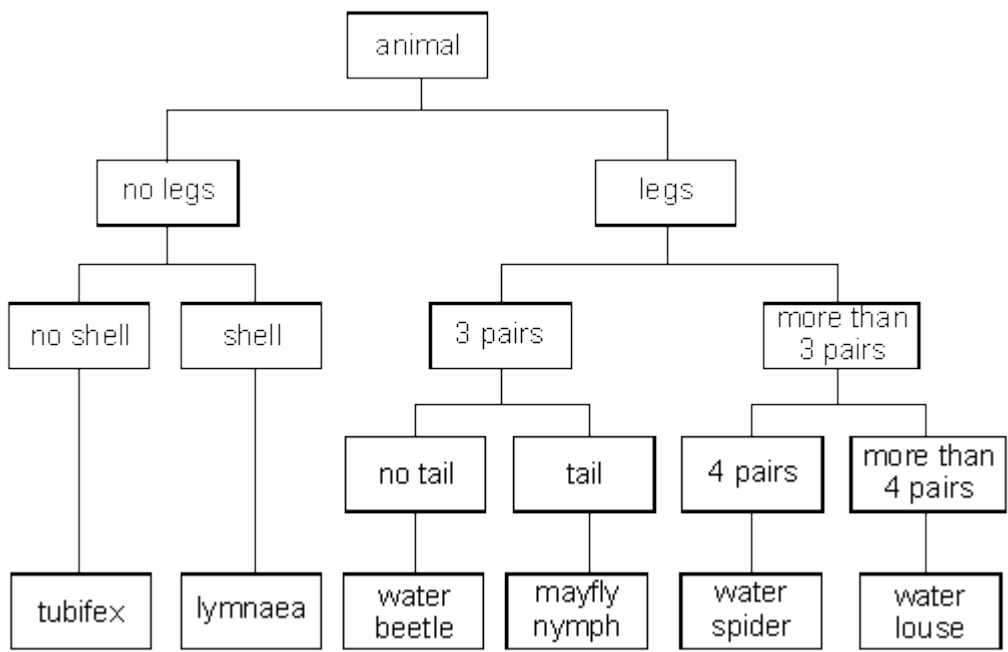 animal
no legs
legs
no shell
shell
3 pairs
more than
3 pairs
no tail
tail
4 pairs
more than
4 pairs
tubifex
lymnaea
water
beetle
mayfly
nymph
water
spider
water
louse